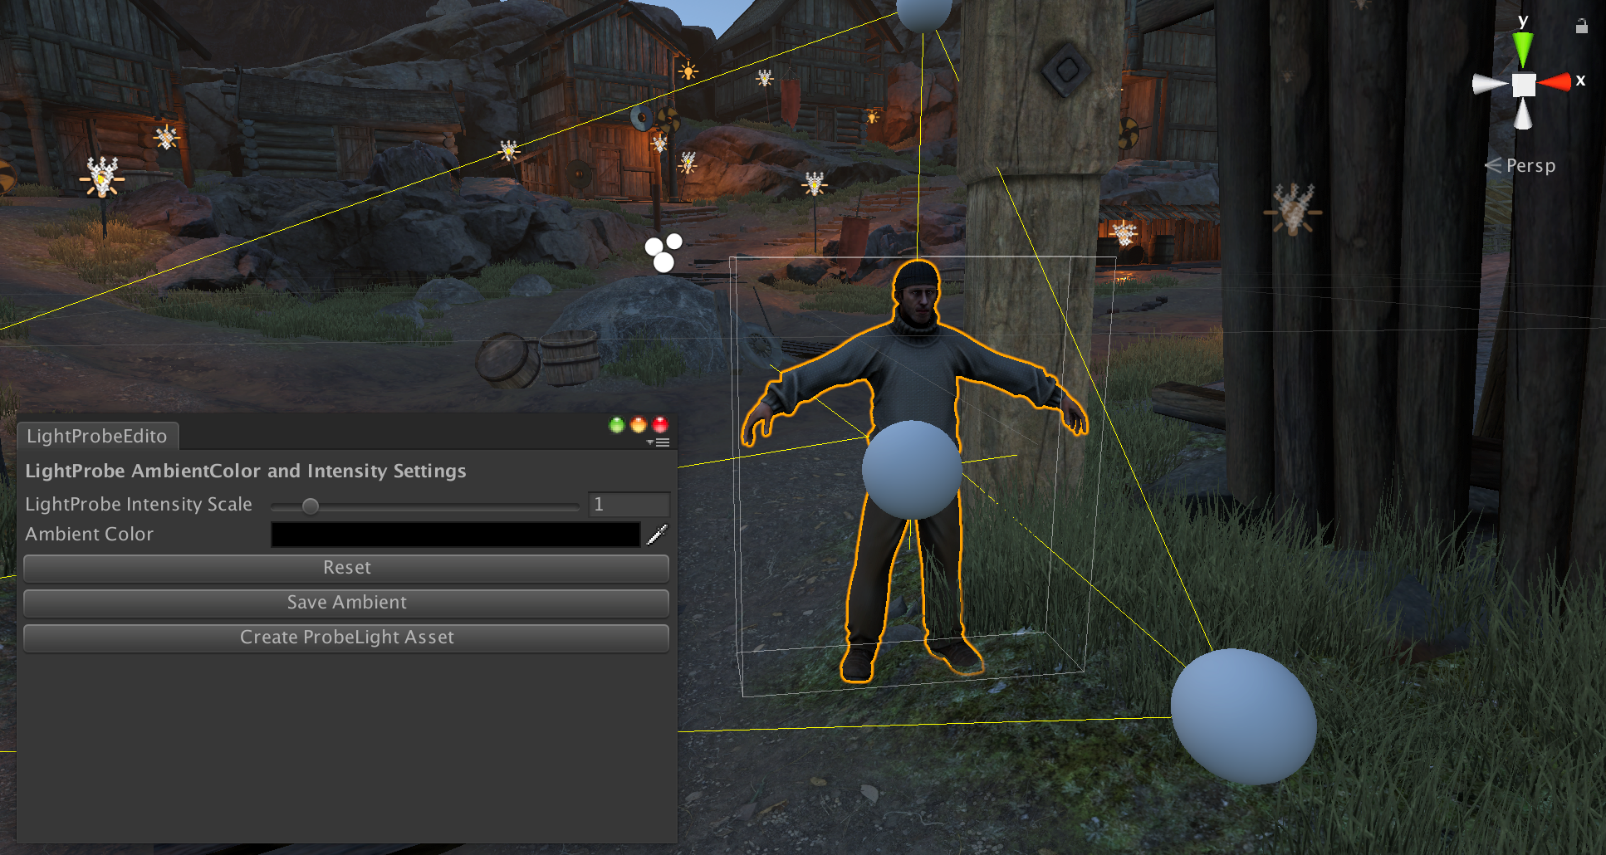 y
x
Persp
LightProbeEdito
LightProbe AmbientColor and Intensity Settings
LightProbe Intensity Scale 1
Ambient Color
Reset
Save Ambient
Create ProbeLight Asset